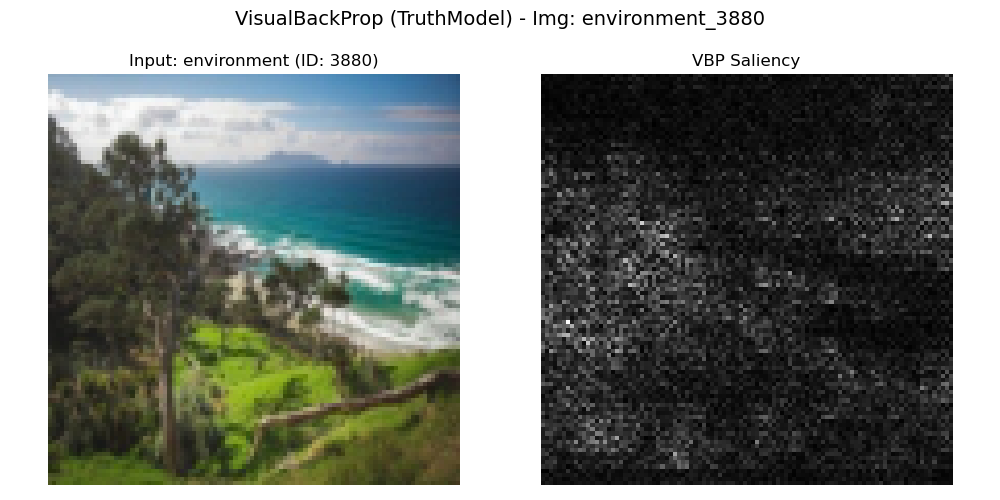 VisualBackProp (TruthModel) - Img: environment_3880
Input: environment (ID: 3880)
VBP Saliency